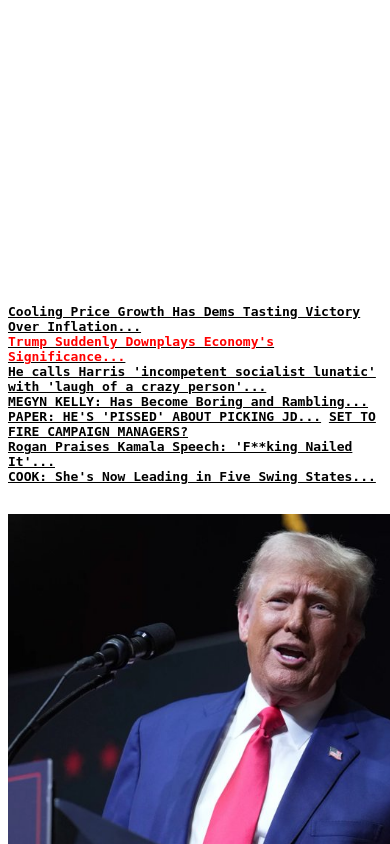 Cooling Price Growth Has Dems Tasting Victory
Over Inflation...
Trump Suddenly Downplays Economy's
Significance...
He calls Harris 'incompetent socialist lunatic'
with 'laugh of a crazy person'...
MEGYN KELLY: Has Become Boring and Rambling...
PAPER: HE'S 'PISSED' ABOUT PICKING JD... SET TO
FIRE CAMPAIGN MANAGERS?
Rogan Praises Kamala Speech: 'F**king Nailed
It'...
COOK: She's Now Leading in Five Swing States...